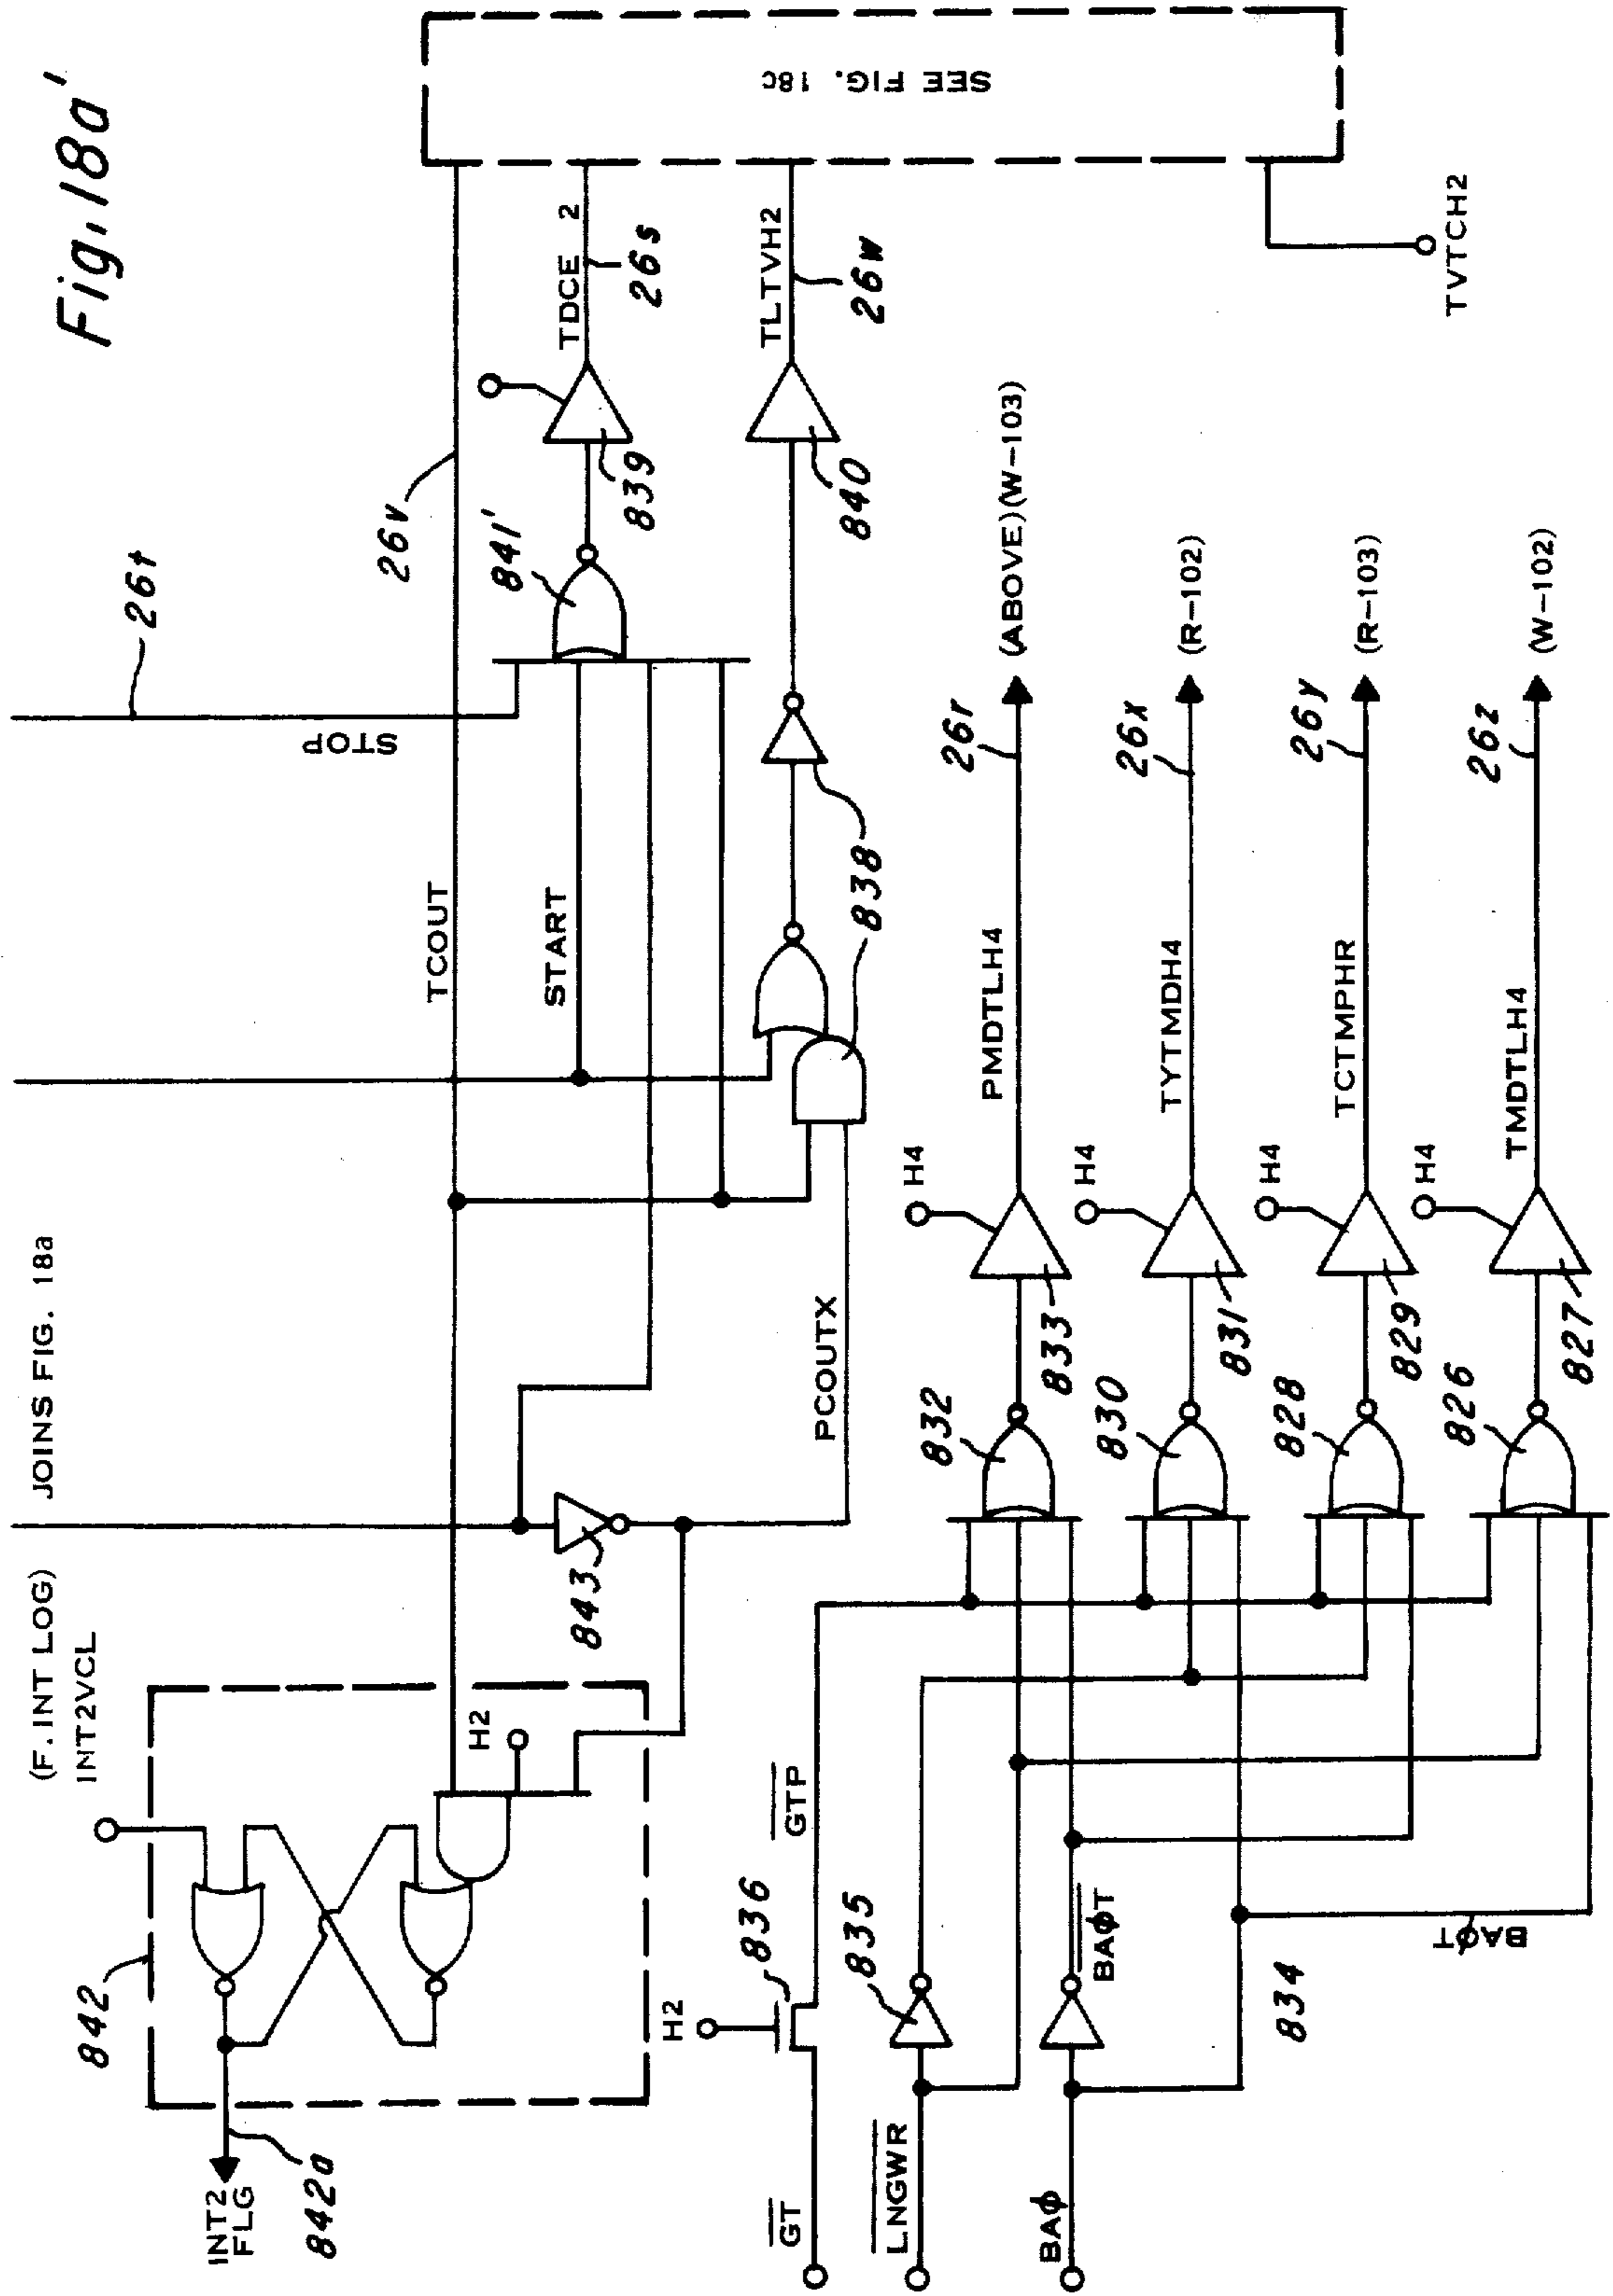 Fig. 18a'
JOINS FIG. 18a
(F. INT LOG)
INT2VCL
842
842a
INT2
FLG
H2
843
PCOUTX
TCOUT
START
STOP
26t
26v
841'
839
TDCE 2
26s
838
840
TLTVH2
26w
SEE FIG. 18c
TVTCH2
GT
H2
836
GTP
LNGWR
835
BAϕ
BAϕT
834
BAϕT
832
833
H4
PMDTLH4
26r
(ABOVE)(W-103)
830
831
H4
TYTMDH4
26x
(R-102)
828
829
H4
TCTMPHR
26y
(R-103)
826
827
H4
TMDTLH4
26z
(W-102)